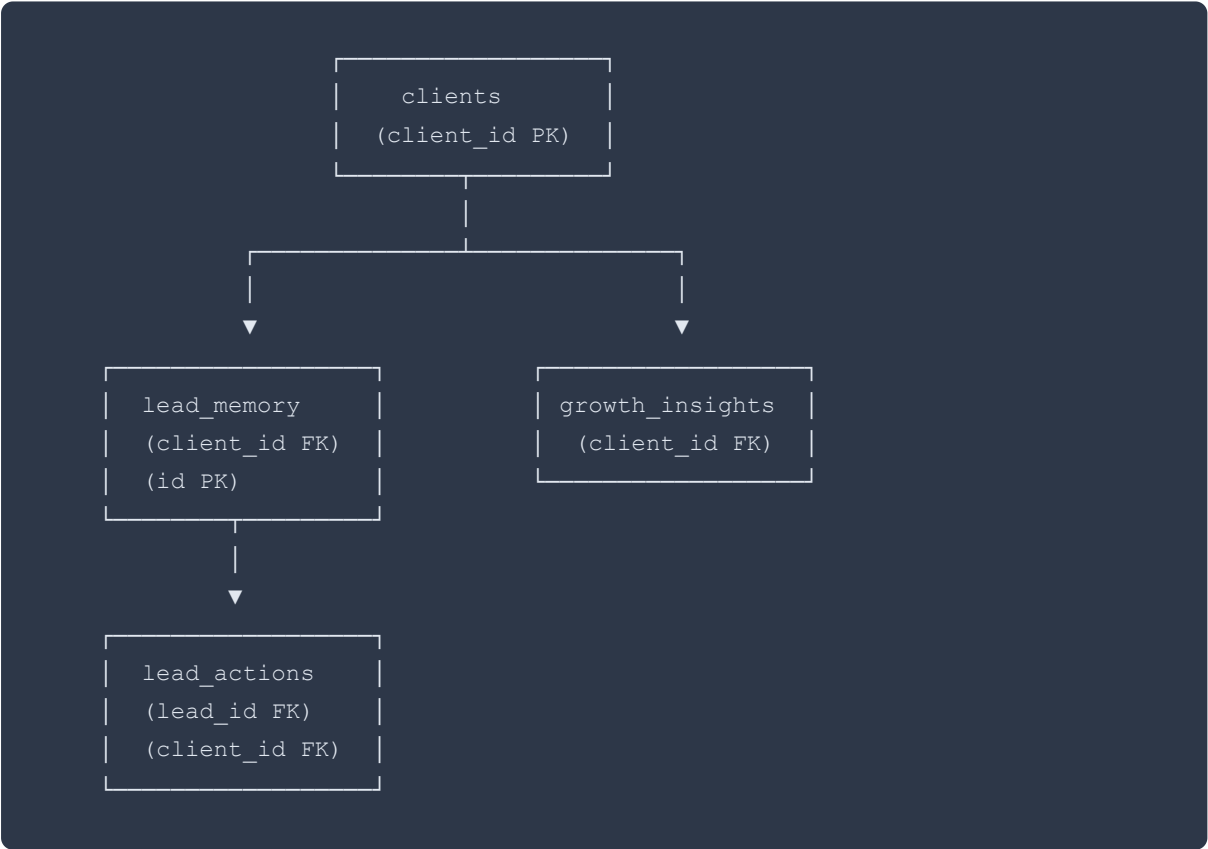 clients
(client_id PK)
lead_memory
(client_id FK)
(id PK)
growth_insights
(client_id FK)
lead_actions
(lead_id FK)
(client_id FK)